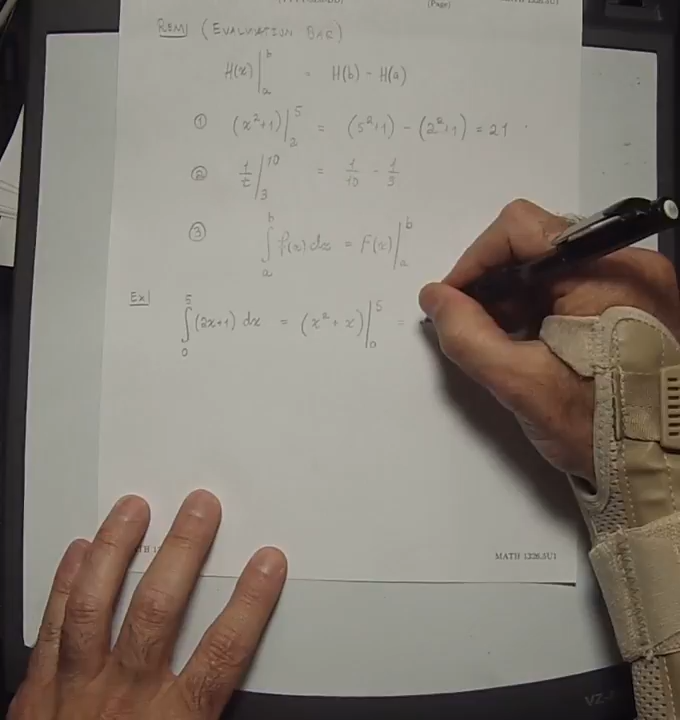 REM (EVALUATION BAR)
H(x) |_a^b = H(b) - H(a)
① (x²+1) |_2^5 = (5²+1) - (2²+1) = 21
② 1/t |_3^10 = 1/10 - 1/3
③ ∫_a^b f(x) dx = F(x) |_a^b
Ex ∫_0^5 (2x+1) dx = (x² + x) |_0^5 =
MATH 1326.5U1